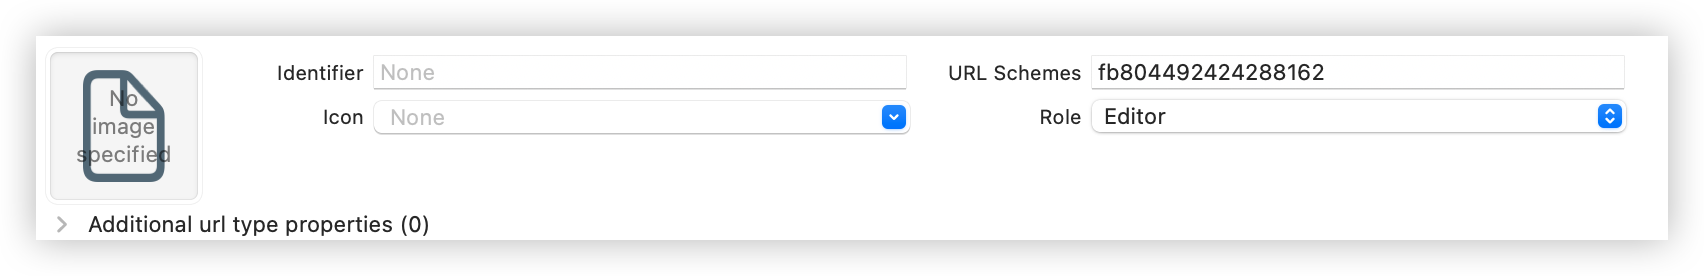 No
image
specified
Identifier None
URL Schemes fb804492424288162
Icon None
Role Editor
Additional url type properties (0)